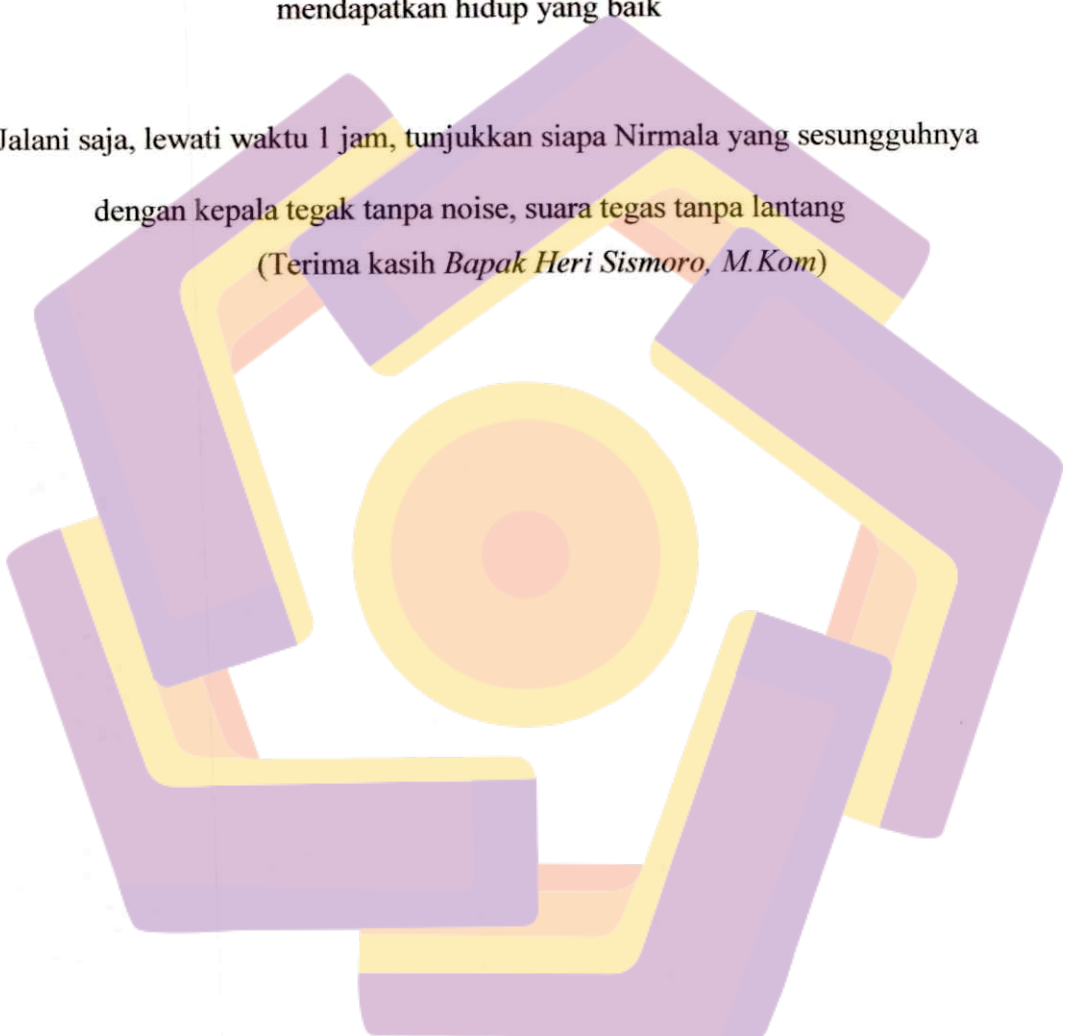 mendapatkan hidup yang baik
Jalani saja, lewati waktu 1 jam, tunjukkan siapa Nirmala yang sesungguhnya
dengan kepala tegak tanpa noise, suara tegas tanpa lantang
(Terima kasih Bapak Heri Sismoro, M.Kom)